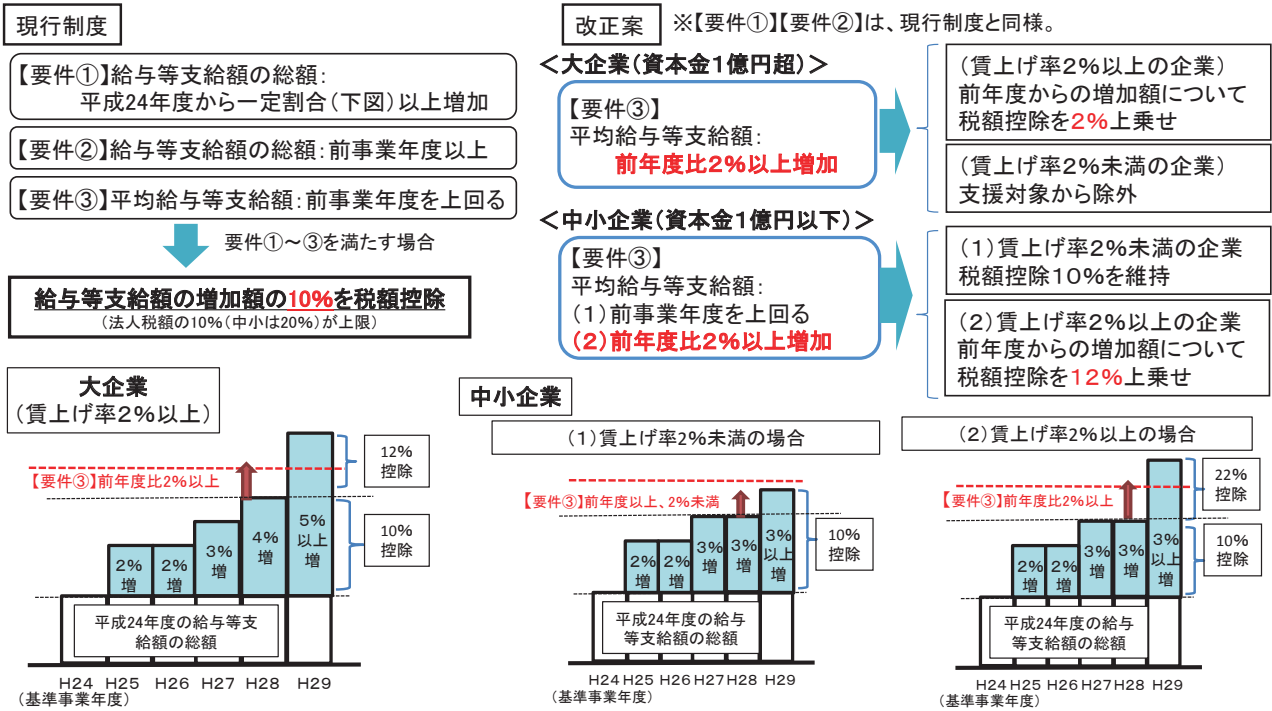 現行制度
【要件①】給与等支給額の総額:
平成24年度から一定割合(下図)以上増加
【要件②】給与等支給額の総額:前事業年度以上
【要件③】平均給与等支給額:前事業年度を上回る
要件①~③を満たす場合
給与等支給額の増加額の10%を税額控除
(法人税額の10%(中小は20%)が上限)
改正案
※【要件①】【要件②】は、現行制度と同様。
<大企業(資本金1億円超)>
【要件③】
平均給与等支給額:
前年度比2%以上増加
(賃上げ率2%以上の企業)
前年度からの増加額について
税額控除を2%上乗せ
(賃上げ率2%未満の企業)
支援対象から除外
<中小企業(資本金1億円以下)>
【要件③】
平均給与等支給額:
(1)前事業年度を上回る
(2)前年度比2%以上増加
(1)賃上げ率2%未満の企業
税額控除10%を維持
(2)賃上げ率2%以上の企業
前年度からの増加額について
税額控除を12%上乗せ
大企業
(賃上げ率2%以上)
【要件③】前年度比2%以上
12%
控除
10%
控除
2%
増
2%
増
3%
増
4%
増
5%
以上
増
平成24年度の給与等支
給額の総額
H24 H25 H26 H27 H28 H29
(基準事業年度)
中小企業
(1)賃上げ率2%未満の場合
【要件③】前年度以上、2%未満
10%
控除
2%
増
2%
増
3%
増
3%
増
3%
以上
増
平成24年度の給与
等支給額の総額
H24 H25 H26 H27 H28 H29
(基準事業年度)
(2)賃上げ率2%以上の場合
【要件③】前年度比2%以上
22%
控除
10%
控除
2%
増
2%
増
3%
増
3%
増
3%
以上
増
平成24年度の給与
等支給額の総額
H24 H25 H26 H27 H28 H29
(基準事業年度)